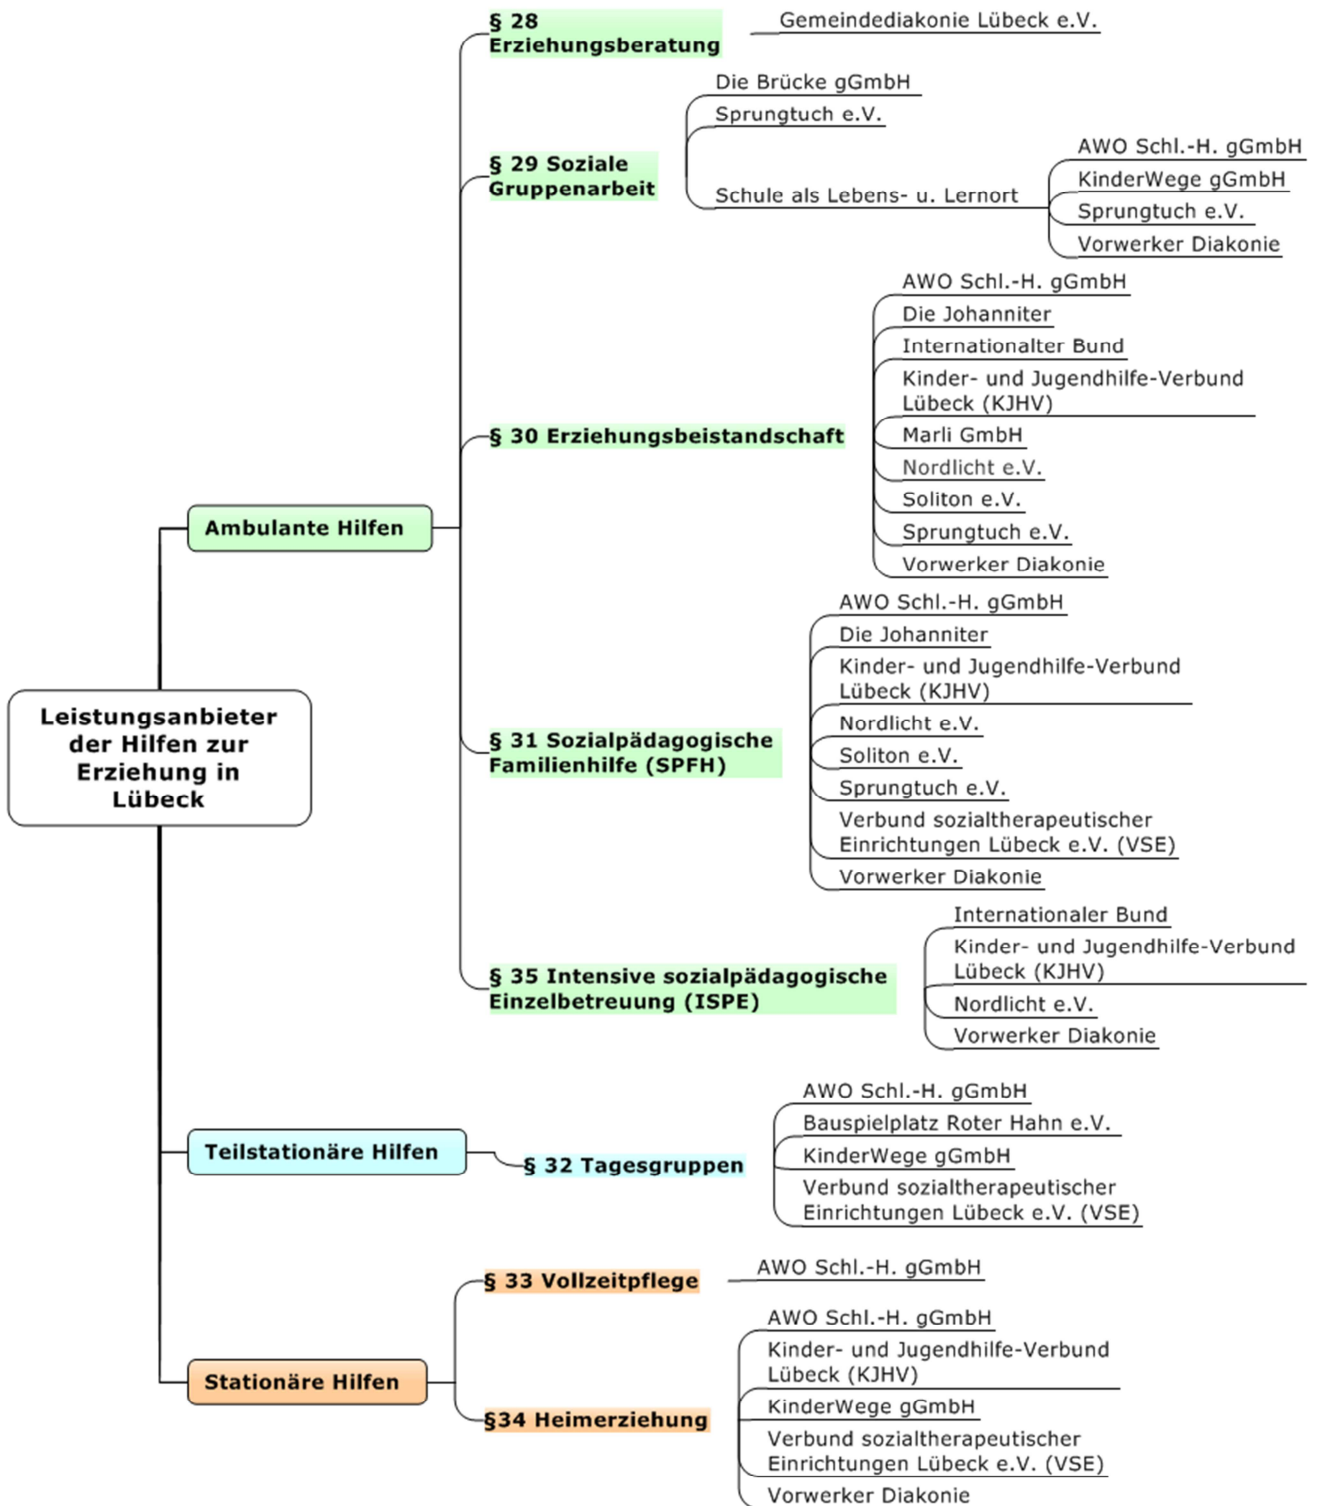 § 28
Erziehungsberatung
Gemeindediakonie Lübeck e.V.
§ 29 Soziale
Gruppenarbeit
Die Brücke gGmbH
Sprungtuch e.V.
Schule als Lebens- u. Lernort
AWO Schl.-H. gGmbH
KinderWege gGmbH
Sprungtuch e.V.
Vorwerker Diakonie
§ 30 Erziehungsbeistandschaft
AWO Schl.-H. gGmbH
Die Johanniter
Internationalter Bund
Kinder- und Jugendhilfe-Verbund
Lübeck (KJHV)
Marli GmbH
Nordlicht e.V.
Soliton e.V.
Sprungtuch e.V.
Vorwerker Diakonie
Ambulante Hilfen
§ 31 Sozialpädagogische
Familienhilfe (SPFH)
AWO Schl.-H. gGmbH
Die Johanniter
Kinder- und Jugendhilfe-Verbund
Lübeck (KJHV)
Nordlicht e.V.
Soliton e.V.
Sprungtuch e.V.
Verbund sozialtherapeutischer
Einrichtungen Lübeck e.V. (VSE)
Vorwerker Diakonie
Leistungsanbieter
der Hilfen zur
Erziehung in
Lübeck
§ 35 Intensive sozialpädagogische
Einzelbetreuung (ISPE)
Internationaler Bund
Kinder- und Jugendhilfe-Verbund
Lübeck (KJHV)
Nordlicht e.V.
Vorwerker Diakonie
Teilstationäre Hilfen
§ 32 Tagesgruppen
AWO Schl.-H. gGmbH
Bauspielplatz Roter Hahn e.V.
KinderWege gGmbH
Verbund sozialtherapeutischer
Einrichtungen Lübeck e.V. (VSE)
Stationäre Hilfen
§ 33 Vollzeitpflege
AWO Schl.-H. gGmbH
§34 Heimerziehung
AWO Schl.-H. gGmbH
Kinder- und Jugendhilfe-Verbund
Lübeck (KJHV)
KinderWege gGmbH
Verbund sozialtherapeutischer
Einrichtungen Lübeck e.V. (VSE)
Vorwerker Diakonie